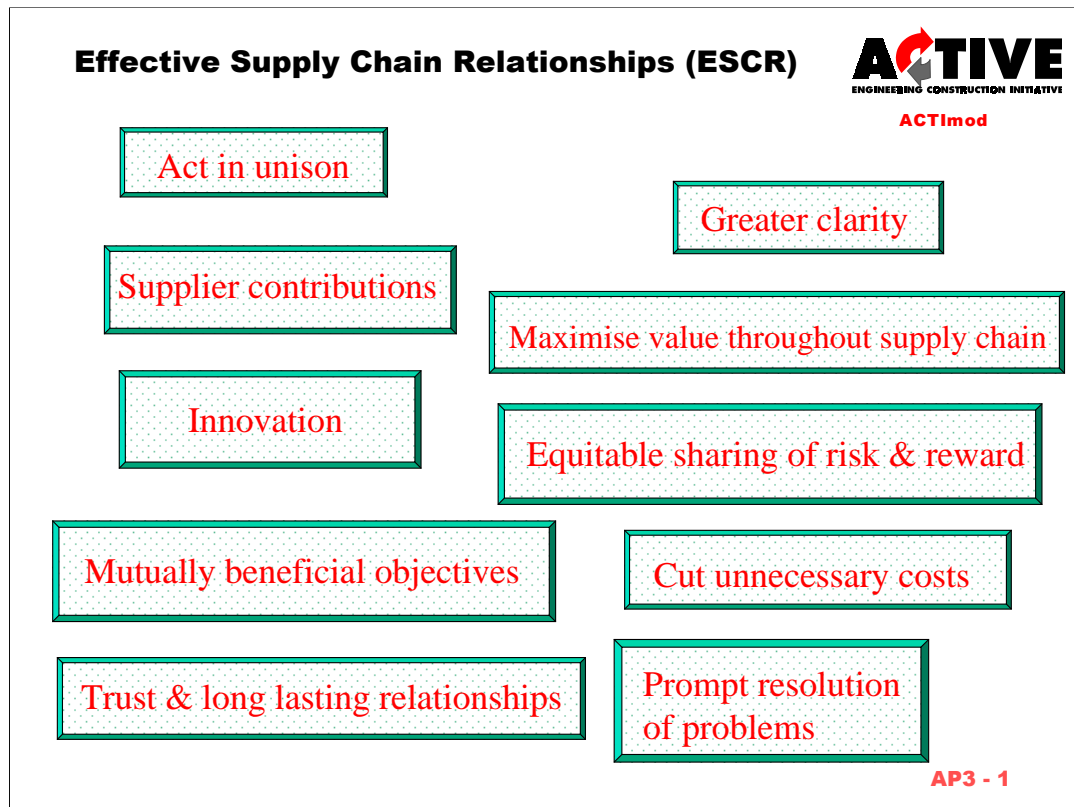 Effective Supply Chain Relationships (ESCR)
ACTIVE
ENGINEERING CONSTRUCTION INITIATIVE
ACTImod
Act in unison
Greater clarity
Supplier contributions
Maximise value throughout supply chain
Innovation
Equitable sharing of risk & reward
Mutually beneficial objectives
Cut unnecessary costs
Trust & long lasting relationships
Prompt resolution
of problems
AP3 - 1